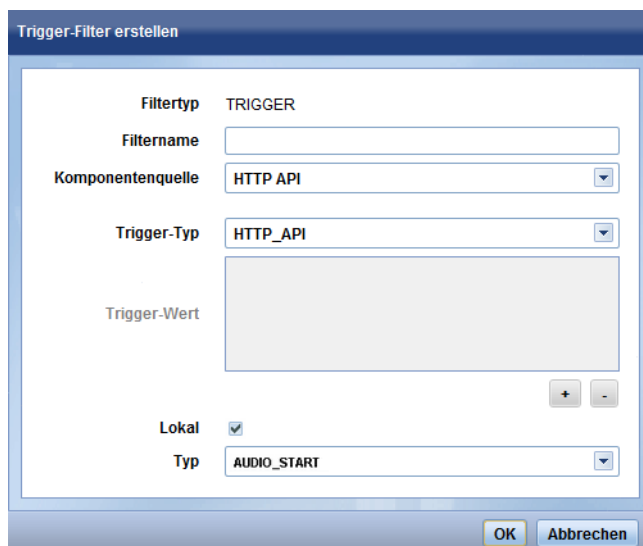 Trigger-Filter erstellen
Filtertyp TRIGGER
Filtername
Komponentenquelle HTTP API
Trigger-Typ HTTP_API
Trigger-Wert
+ -
Lokal
Typ AUDIO_START
OK Abbrechen